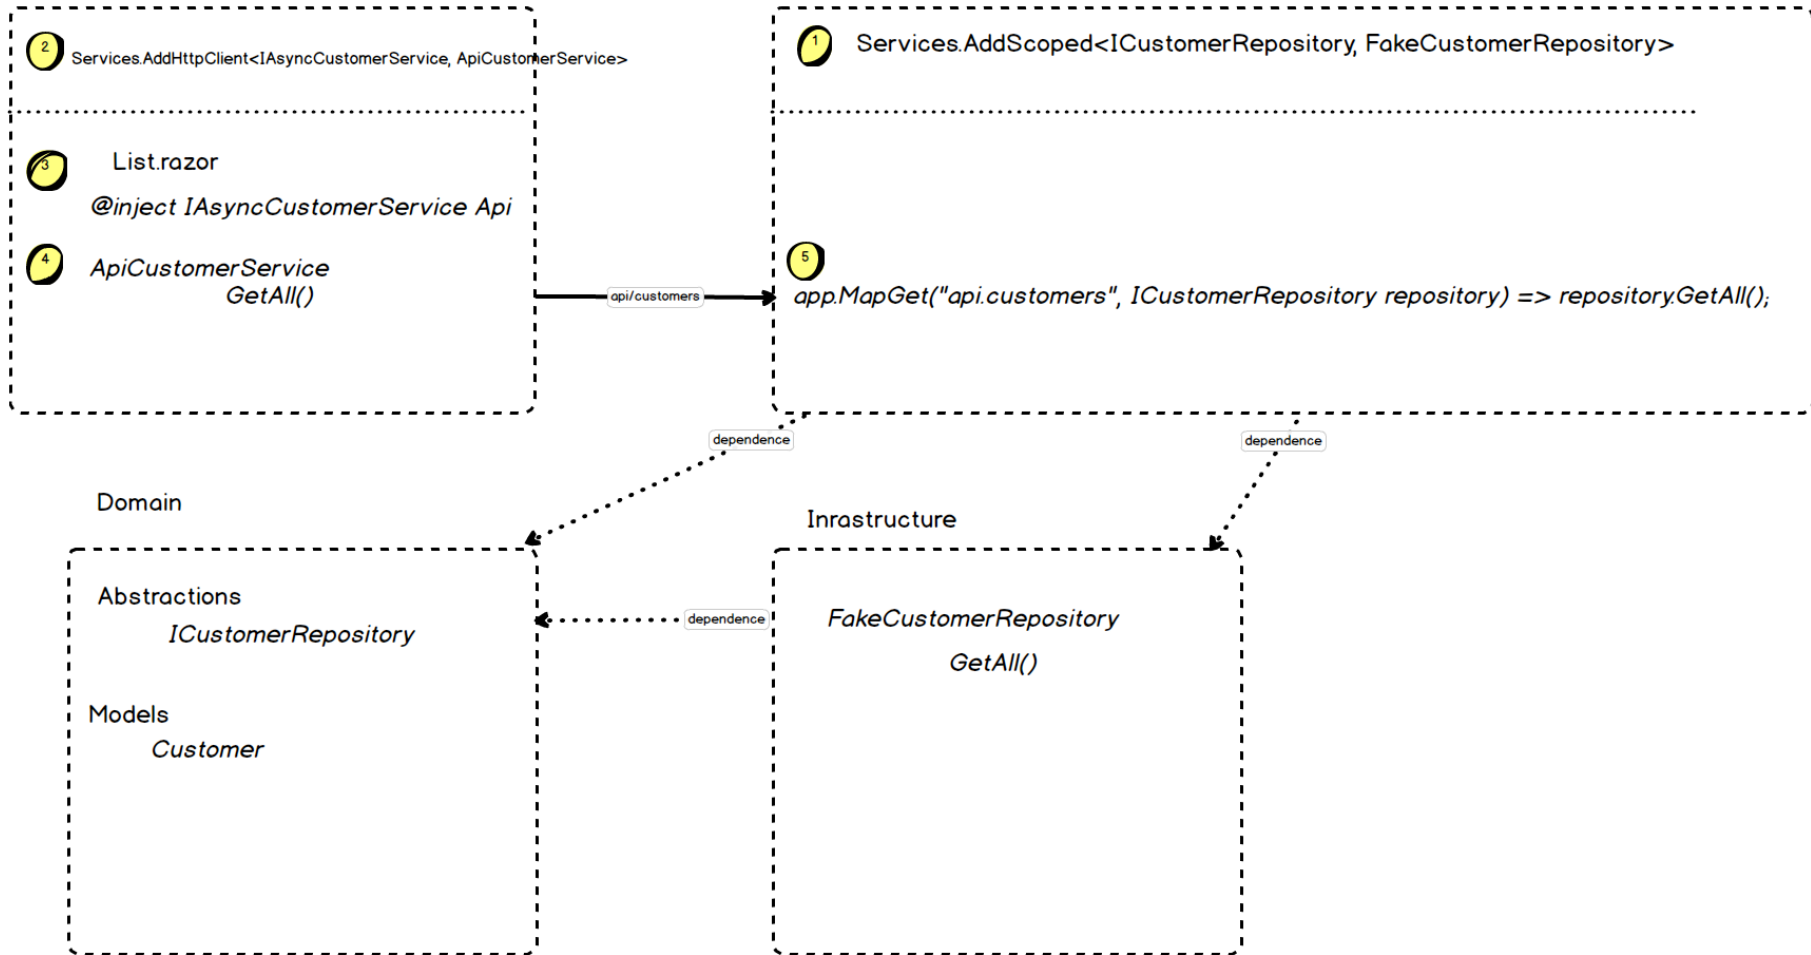 2
Services.AddHttpClient<IAsyncCustomerService, ApiCustomerService>
3
List.razor
@inject IAsyncCustomerService Api
4
ApiCustomerService
GetAll()
api/customers
1
Services.AddScoped<ICustomerRepository, FakeCustomerRepository>
5
app.MapGet("api.customers", ICustomerRepository repository) => repository.GetAll();
dependence
dependence
Domain
Abstractions
ICustomerRepository
Models
Customer
dependence
Inrastructure
FakeCustomerRepository
GetAll()